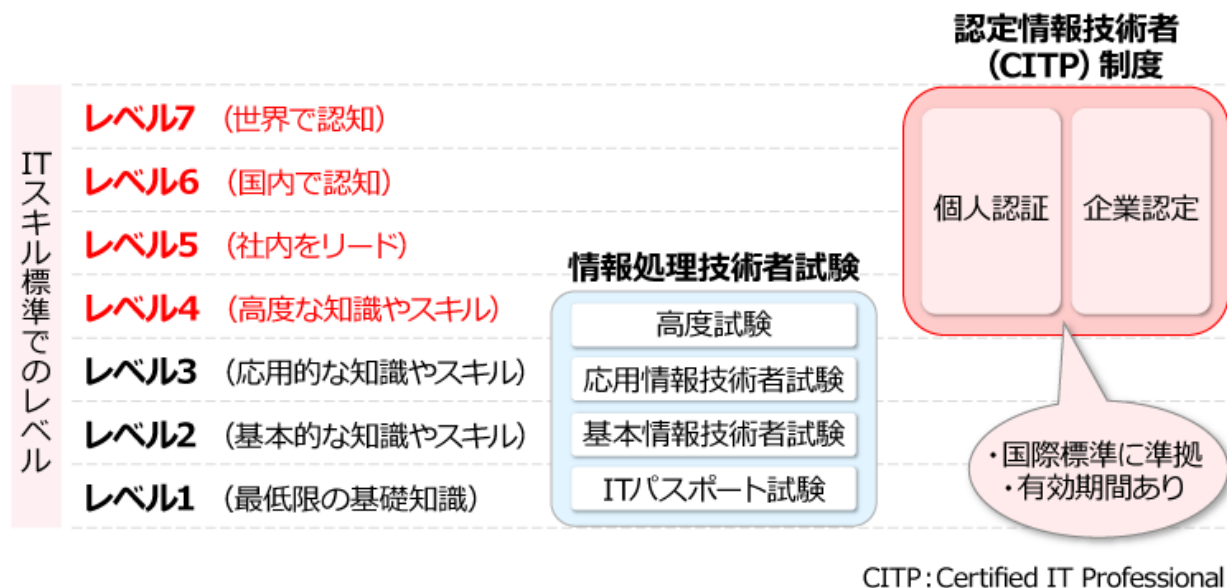 認定情報技術者
(CITP) 制度
ITスキル標準でのレベル
レベル7 (世界で認知)
レベル6 (国内で認知)
レベル5 (社内をリード)
レベル4 (高度な知識やスキル)
レベル3 (応用的な知識やスキル)
レベル2 (基本的な知識やスキル)
レベル1 (最低限の基礎知識)
情報処理技術者試験
高度試験
応用情報技術者試験
基本情報技術者試験
ITパスポート試験
個人認証
企業認定
・国際標準に準拠
・有効期間あり
CITP:Certified IT Professional